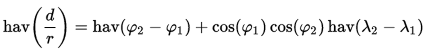 hav(d/r) = hav(φ₂ − φ₁) + cos(φ₁) cos(φ₂) hav(λ₂ − λ₁)